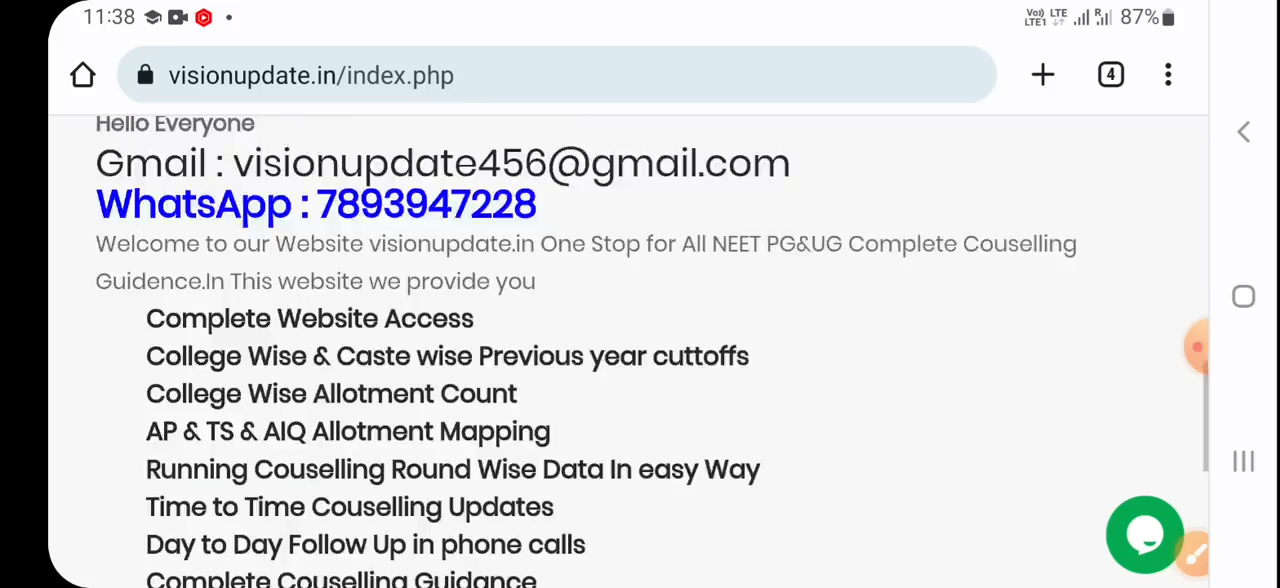 11:38
Vo) LTE R
LTE1 87%
visionupdate.in/index.php
4
Hello Everyone
Gmail : visionupdate456@gmail.com
WhatsApp : 7893947228
Welcome to our Website visionupdate.in One Stop for All NEET PG&UG Complete Couselling
Guidence.In This website we provide you
Complete Website Access
College Wise & Caste wise Previous year cuttoffs
College Wise Allotment Count
AP & TS & AIQ Allotment Mapping
Running Couselling Round Wise Data In easy Way
Time to Time Couselling Updates
Day to Day Follow Up in phone calls
Complete Couselling Guidance